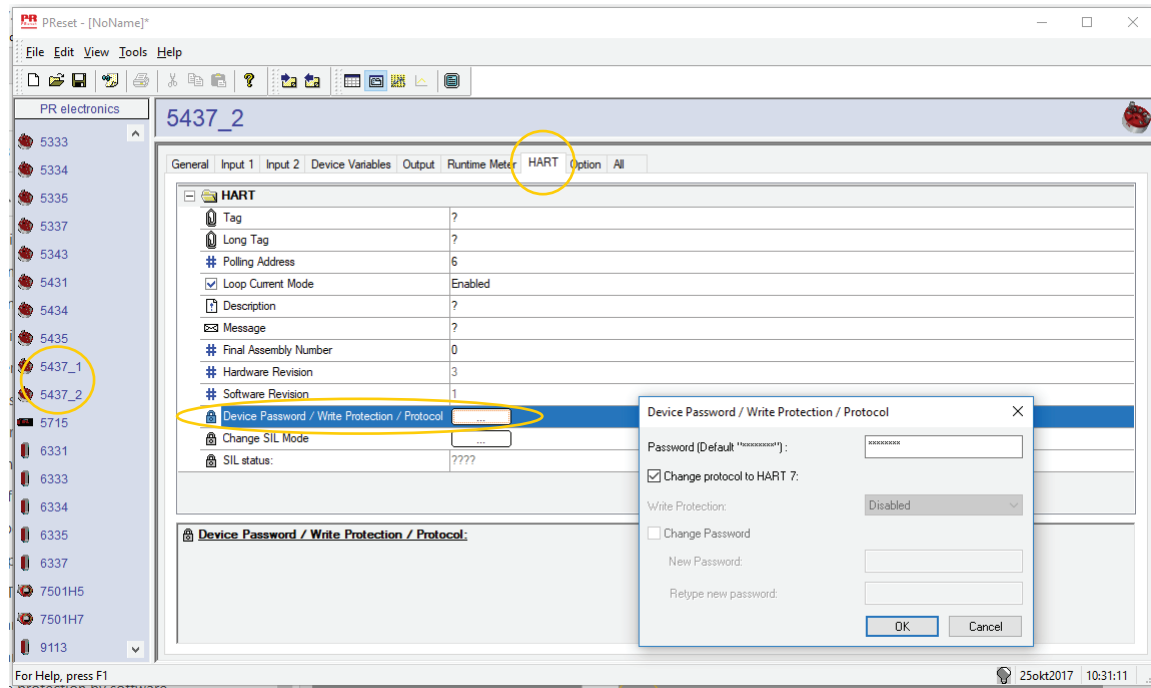 PR PReset - [NoName]*
File Edit View Tools Help
PR electronics
5333
5334
5335
5337
5343
5431
5434
5435
5437_1
5437_2
5715
6331
6333
6334
6335
6337
7501H5
7501H7
9113
5437_2
General Input 1 Input 2 Device Variables Output Runtime Meter HART Option All
HART
Tag ?
Long Tag ?
# Polling Address 6
Loop Current Mode Enabled
Description ?
Message ?
# Final Assembly Number 0
# Hardware Revision 3
# Software Revision 1
Device Password / Write Protection / Protocol ...
Change SIL Mode ...
SIL status: ????
Device Password / Write Protection / Protocol:
Device Password / Write Protection / Protocol
Password (Default "********") : ********
Change protocol to HART 7:
Write Protection: Disabled
Change Password
New Password:
Retype new password:
OK Cancel
For Help, press F1 25okt2017 10:31:11
protection by software